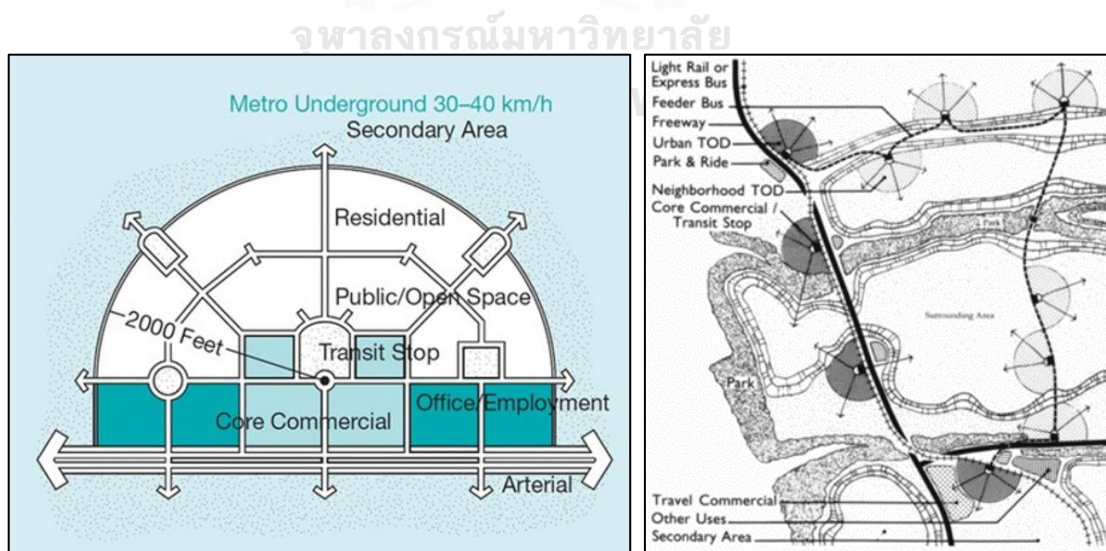 จุฬาลงกรณ์มหาวิทยาลัย
Metro Underground 30–40 km/h
Secondary Area
Residential
Public/Open Space
2000 Feet
Transit Stop
Office/Employment
Core Commercial
Arterial
Light Rail or
Express Bus
Feeder Bus
Freeway
Urban TOD
Park & Ride
Neighborhood TOD
Core Commercial /
Transit Stop
Park
Surrounding Area
Park
Travel Commercial
Other Uses
Secondary Area